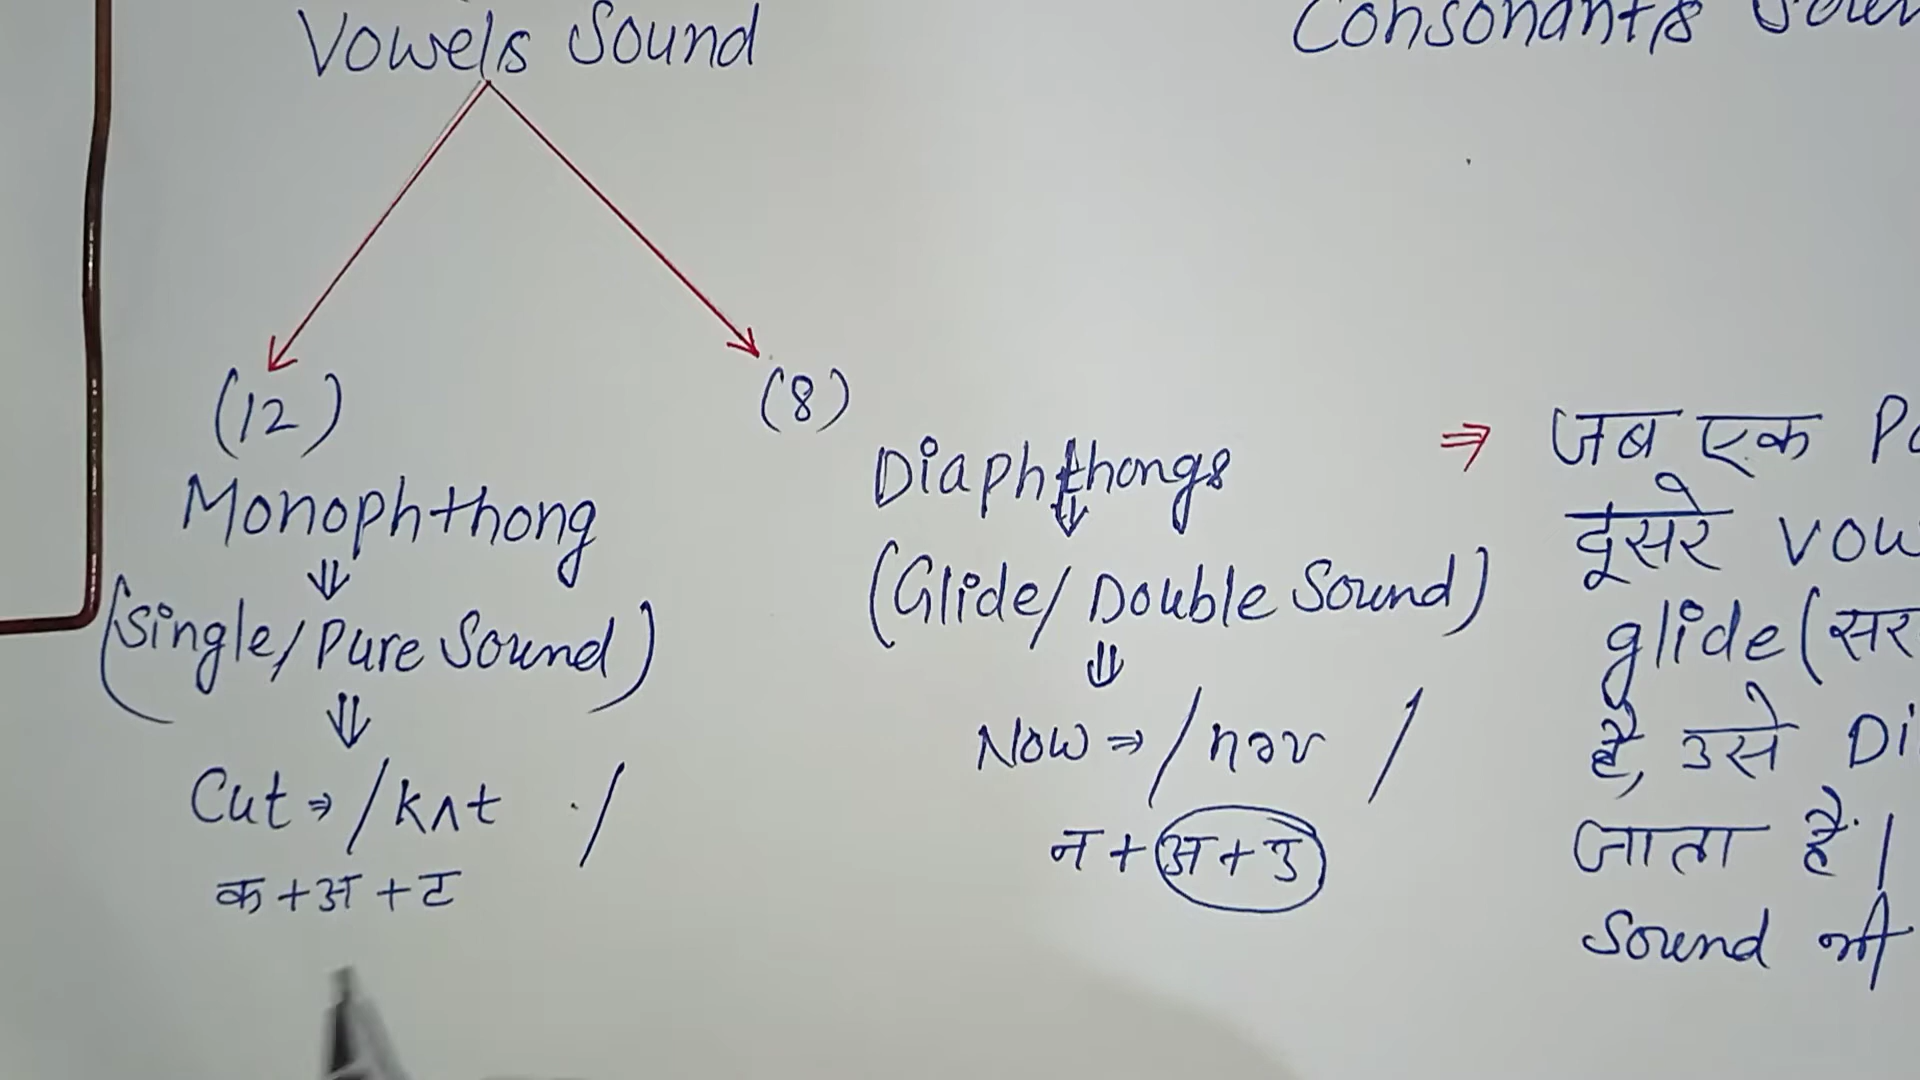 Vowels Sound
Consonants
(12)
(8)
Monophthong
Diaphthongs
⇓
⇓
(Single/Pure Sound)
(Glide/Double Sound)
⇓
⇓
Cut ⇒ /kʌt /
Now ⇒ /nəʊ /
क+अ+ट
न+अ+उ
⇒ जब एक
दूसरे
glide(
है, उसे
जाता है।
Sound भी